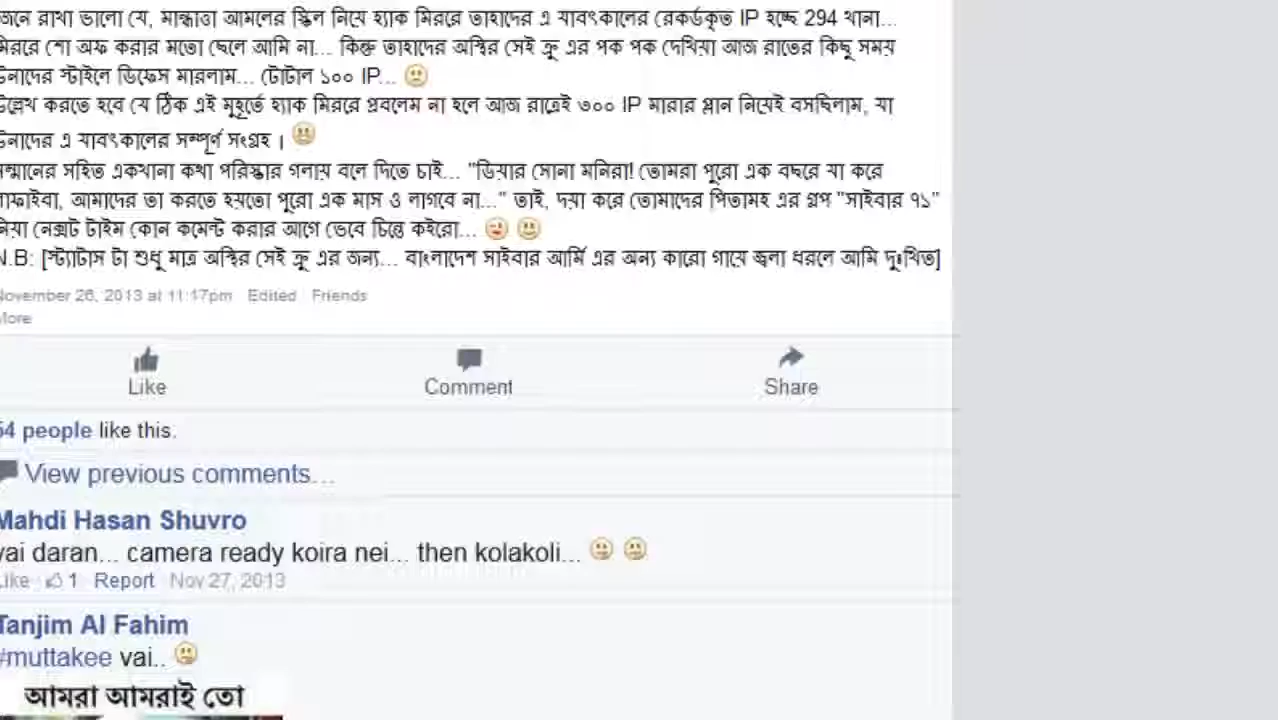 জেনে রাখা ভালো যে, মান্ধাত্তা আমলের স্কিল নিয়ে হ্যাক মিররে তাহাদের এ যাবৎকালের রেকর্ডকৃত IP হচ্ছে 294 খানা...
মিররে শো অফ করার মতো ছেলে আমি না... কিন্তু তাহাদের অস্থির সেই ক্রু এর পক পক দেখিয়া আজ রাতের কিছু সময়
উনাদের স্টাইলে ডিফেস মারলাম... টোটাল ১০০ IP...
উল্লেখ করতে হবে যে ঠিক এই মুহূর্তে হ্যাক মিররে প্রবলেম না হলে আজ রাত্রেই ৩০০ IP মারার প্লান নিয়েই বসছিলাম, যা
উনাদের এ যাবৎকালের সম্পূর্ণ সংগ্রহ ।
সম্মানের সহিত একখানা কথা পরিস্কার গলায় বলে দিতে চাই... "ডিয়ার সোনা মনিরা! তোমরা পুরো এক বছরে যা করে
লাফাইবা, আমাদের তা করতে হয়তো পুরো এক মাস ও লাগবে না..." তাই, দয়া করে তোমাদের পিতামহ এর গ্রুপ "সাইবার ৭১"
নিয়া নেক্সট টাইম কোন কমেন্ট করার আগে ভেবে চিন্তে কইরো...
N.B: [স্ট্যাটাস টা শুধু মাত্র অস্থির সেই ক্রু এর জন্য... বাংলাদেশ সাইবার আর্মি এর অন্য কারো গায়ে জ্বলা ধরলে আমি দুঃখিত]
November 26, 2013 at 11:17pm Edited Friends
More
Like Comment Share
54 people like this.
View previous comments...
Mahdi Hasan Shuvro
vai daran... camera ready koira nei... then kolakoli...
Like 1 Report Nov 27, 2013
Tanjim Al Fahim
#muttakee vai..
আমরা আমরাই তো